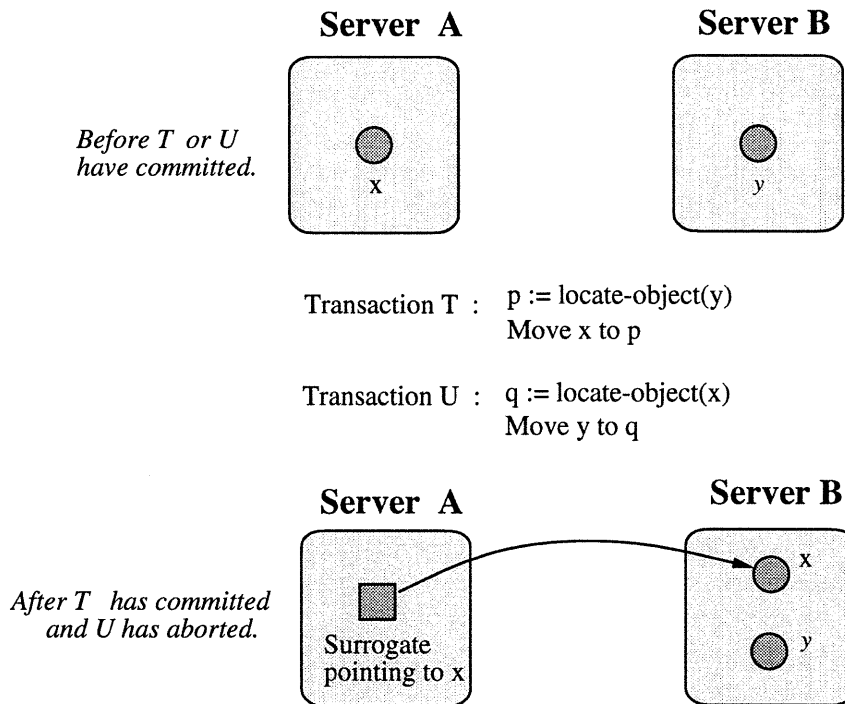 Server A
Server B
Before T or U
have committed.
x
y
Transaction T : p := locate-object(y)
Move x to p
Transaction U : q := locate-object(x)
Move y to q
Server A
Server B
After T has committed
and U has aborted.
Surrogate
pointing to x
x
y